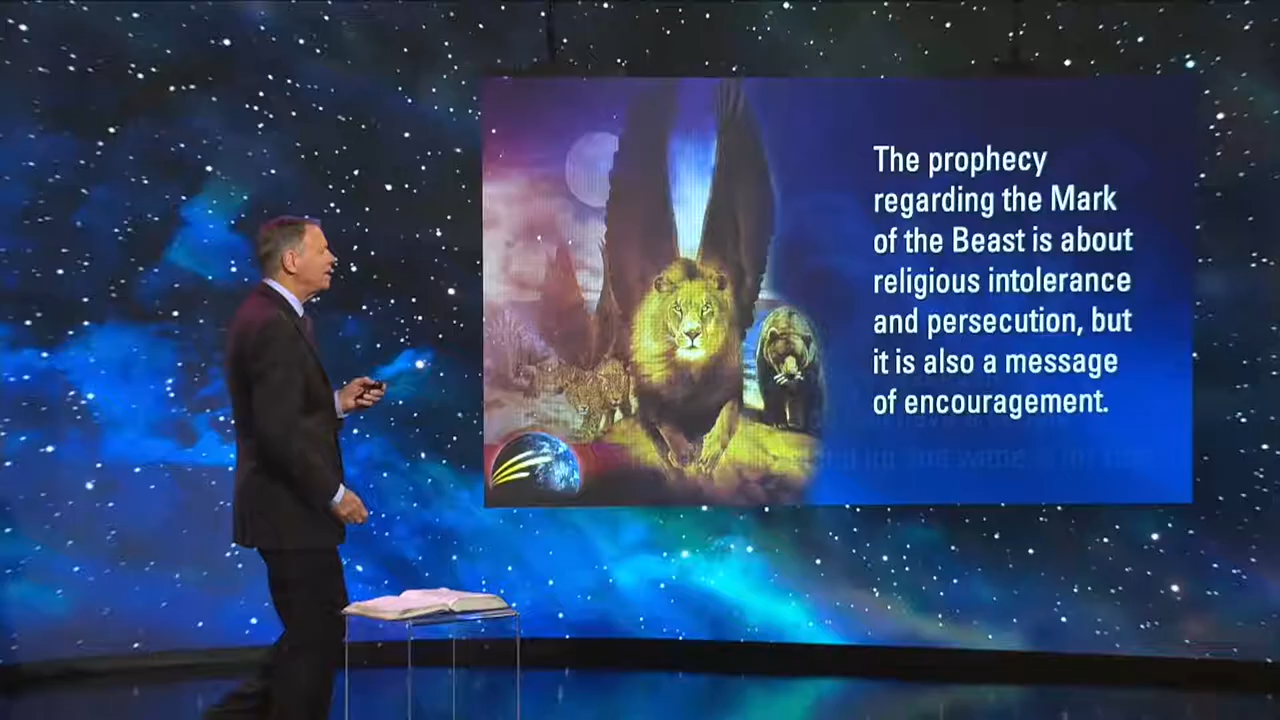 The prophecy
regarding the Mark
of the Beast is about
religious intolerance
and persecution, but
it is also a message
of encouragement.